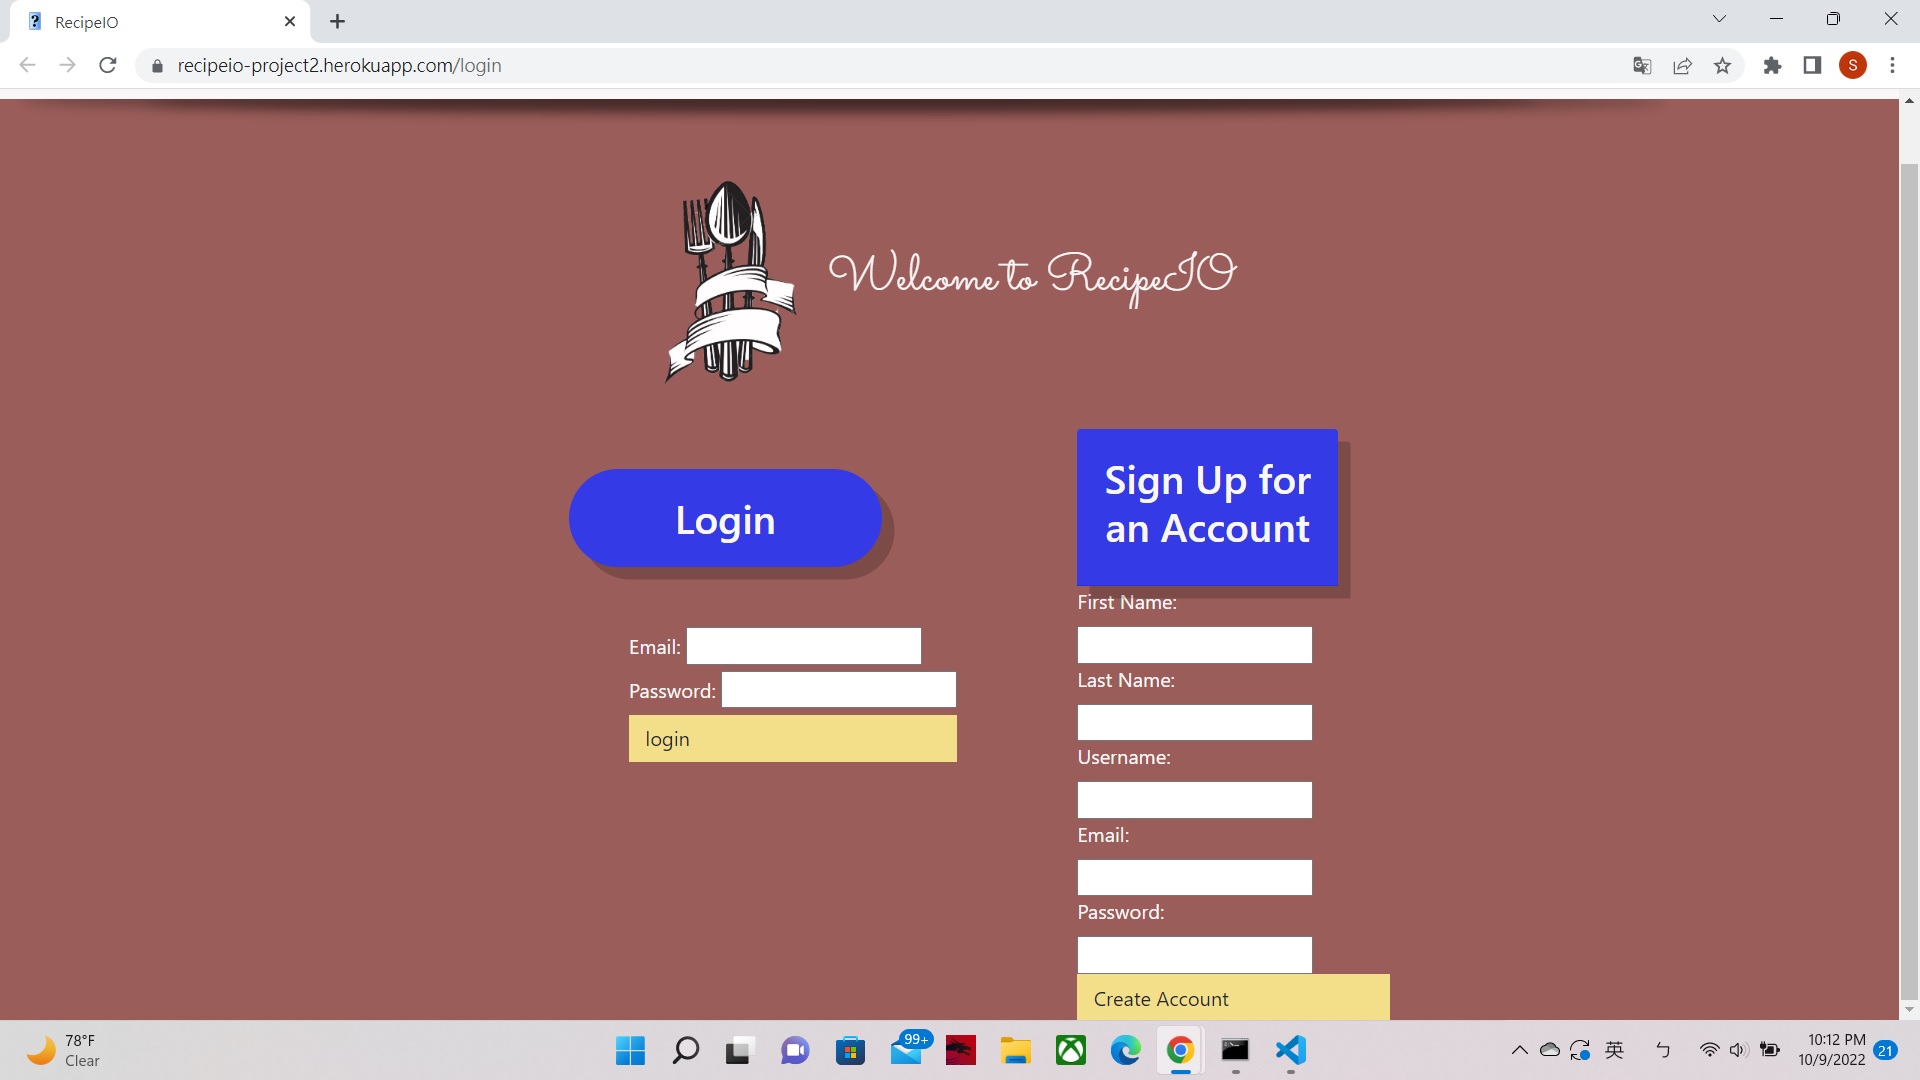 RecipeIO
recipeio-project2.herokuapp.com/login
S
Welcome to RecipeIO
Login
Sign Up for
an Account
Email:
Password:
login
First Name:
Last Name:
Username:
Email:
Password:
Create Account
78°F
Clear
99+
英
ㄅ
10:12 PM
10/9/2022
21